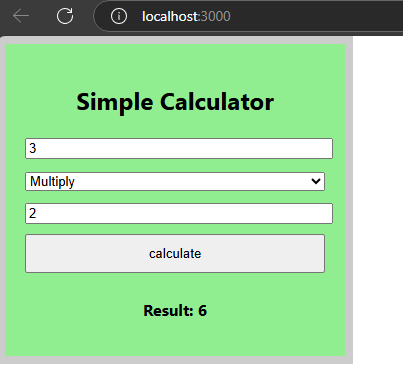 localhost:3000
Simple Calculator
3
Multiply
2
calculate
Result: 6